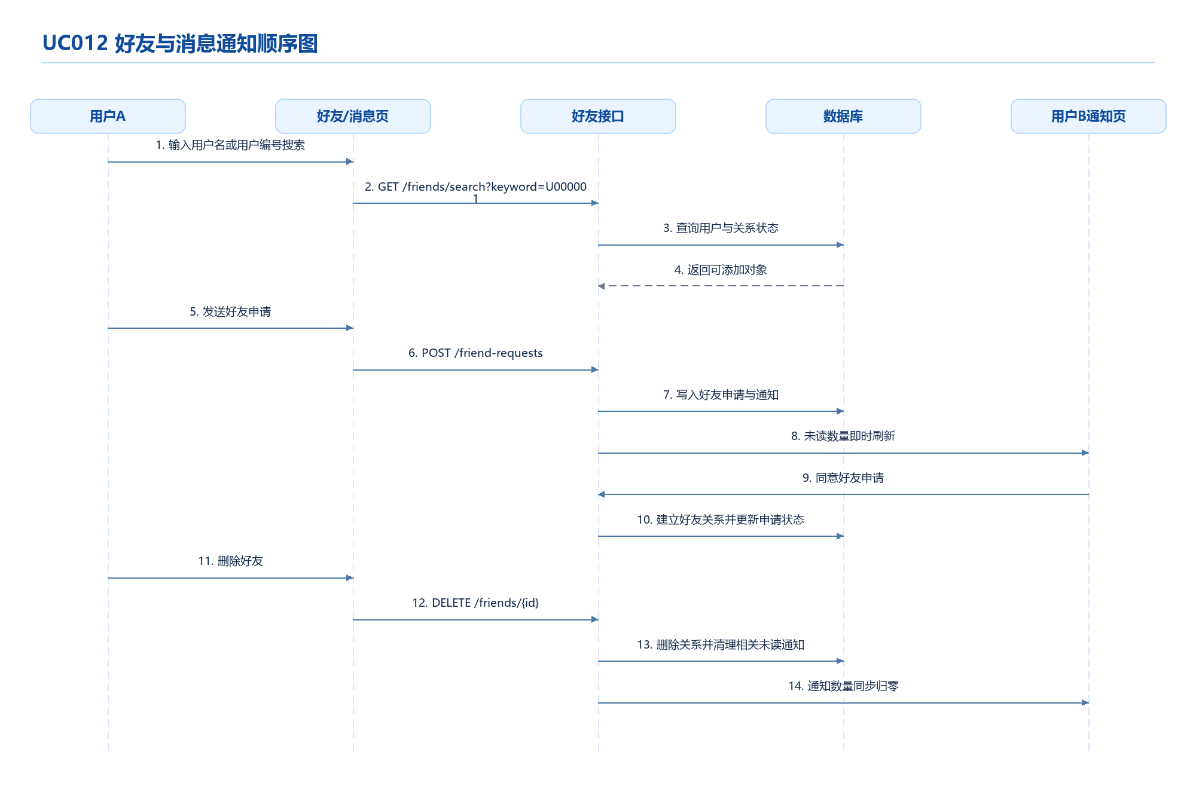 UC012 好友与消息通知顺序图
用户A
好友/消息页
好友接口
数据库
用户B通知页
1. 输入用户名或用户编号搜索
2. GET /friends/search?keyword=U00000
1
3. 查询用户与关系状态
4. 返回可添加对象
5. 发送好友申请
6. POST /friend-requests
7. 写入好友申请与通知
8. 未读数量即时刷新
9. 同意好友申请
10. 建立好友关系并更新申请状态
11. 删除好友
12. DELETE /friends/{id}
13. 删除关系并清理相关未读通知
14. 通知数量同步归零